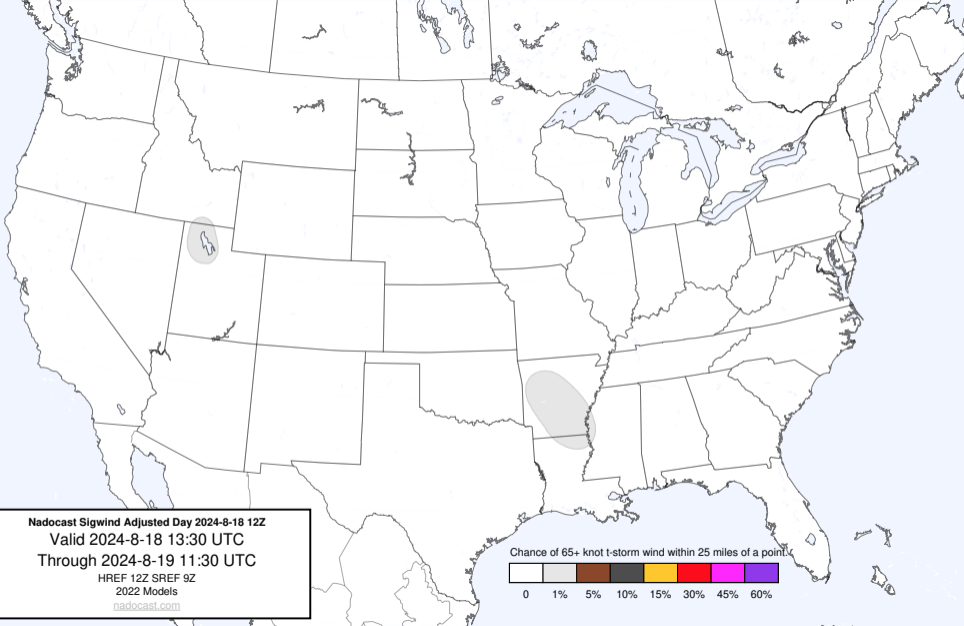 Nadocast Sigwind Adjusted Day 2024-8-18 12Z
Valid 2024-8-18 13:30 UTC
Through 2024-8-19 11:30 UTC
HREF 12Z SREF 9Z
2022 Models
nadocast.com
Chance of 65+ knot t-storm wind within 25 miles of a point.
0 1% 5% 10% 15% 30% 45% 60%